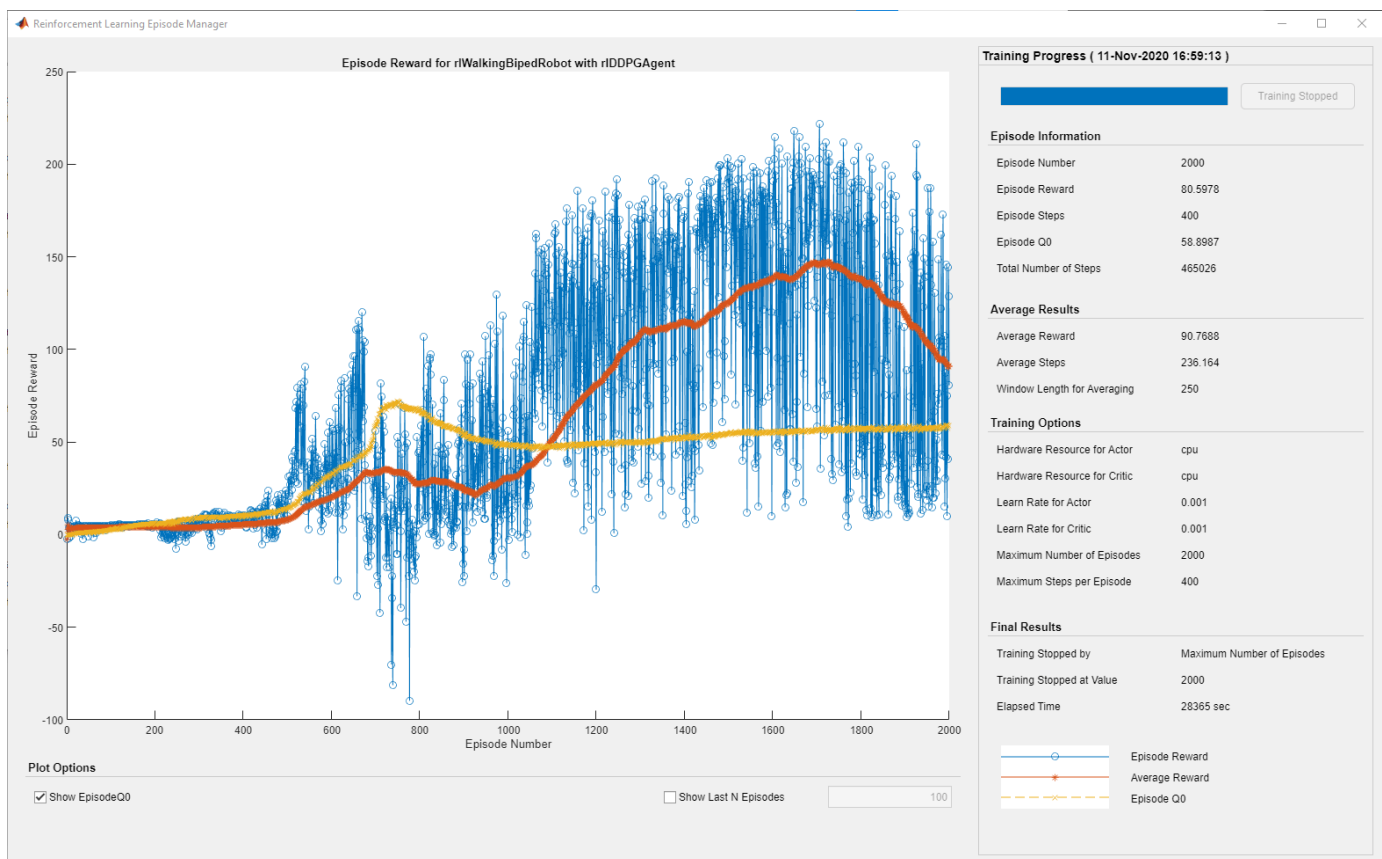 Reinforcement Learning Episode Manager
Episode Reward for rlWalkingBipedRobot with rlDDPGAgent
250
200
150
100
50
0
-50
-100
Episode Reward
0 200 400 600 800 1000 1200 1400 1600 1800 2000
Episode Number
Plot Options
Show EpisodeQ0
Show Last N Episodes 100
Training Progress ( 11-Nov-2020 16:59:13 )
Training Stopped
Episode Information
Episode Number 2000
Episode Reward 80.5978
Episode Steps 400
Episode Q0 58.8987
Total Number of Steps 465026
Average Results
Average Reward 90.7688
Average Steps 236.164
Window Length for Averaging 250
Training Options
Hardware Resource for Actor cpu
Hardware Resource for Critic cpu
Learn Rate for Actor 0.001
Learn Rate for Critic 0.001
Maximum Number of Episodes 2000
Maximum Steps per Episode 400
Final Results
Training Stopped by Maximum Number of Episodes
Training Stopped at Value 2000
Elapsed Time 28365 sec
Episode Reward
Average Reward
Episode Q0